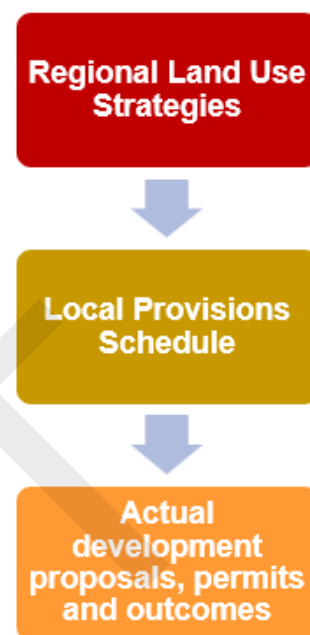 Regional Land Use
Strategies
Local Provisions
Schedule
Actual
development
proposals, permits
and outcomes